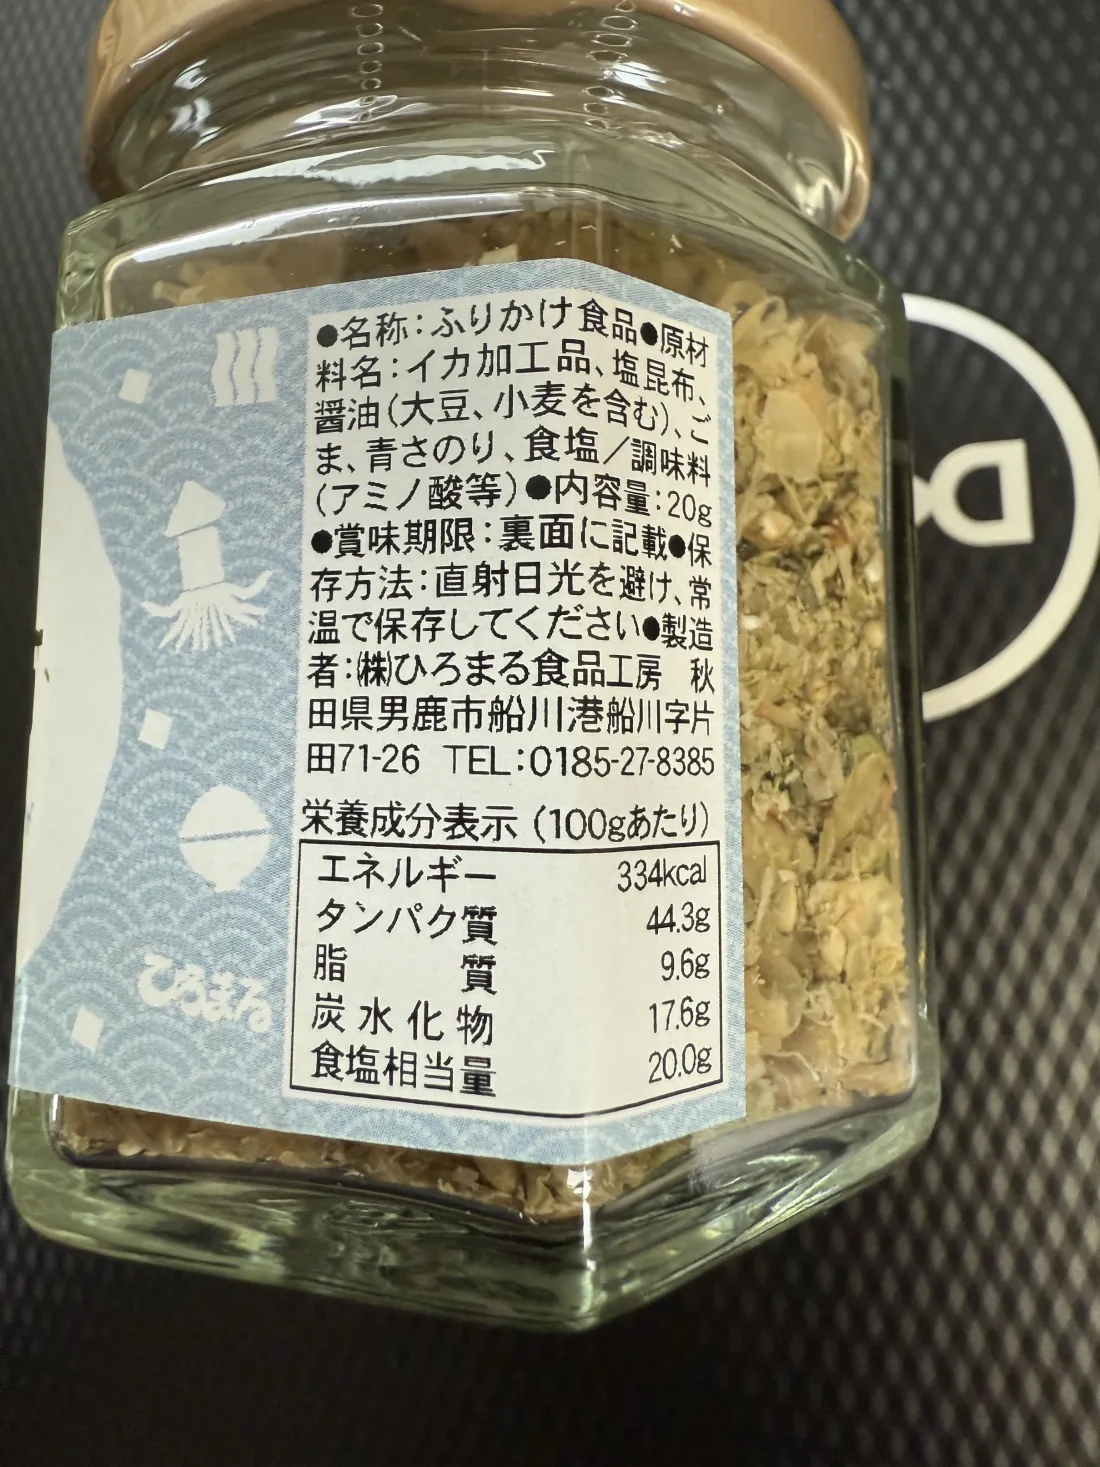 ●名称：ふりかけ食品●原材
料名：イカ加工品、塩昆布、
醤油（大豆、小麦を含む）、ご
ま、青さのり、食塩／調味料
（アミノ酸等）●内容量：20g
●賞味期限：裏面に記載●保
存方法：直射日光を避け、常
温で保存してください●製造
者：㈱ひろまる食品工房　秋
田県男鹿市船川港船川字片
田71-26　TEL：0185-27-8385
栄養成分表示（100gあたり）
エネルギー 334kcal
タンパク質 44.3g
脂質 9.6g
炭水化物 17.6g
食塩相当量 20.0g
ひろまる